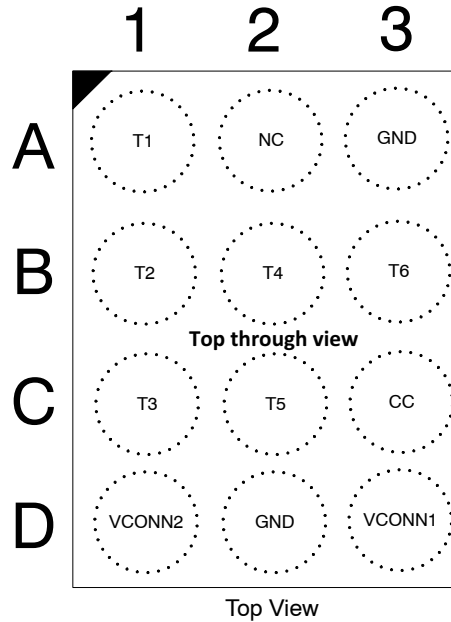 1 2 3
A T1 NC GND
B T2 T4 T6
Top through view
C T3 T5 CC
D VCONN2 GND VCONN1
Top View